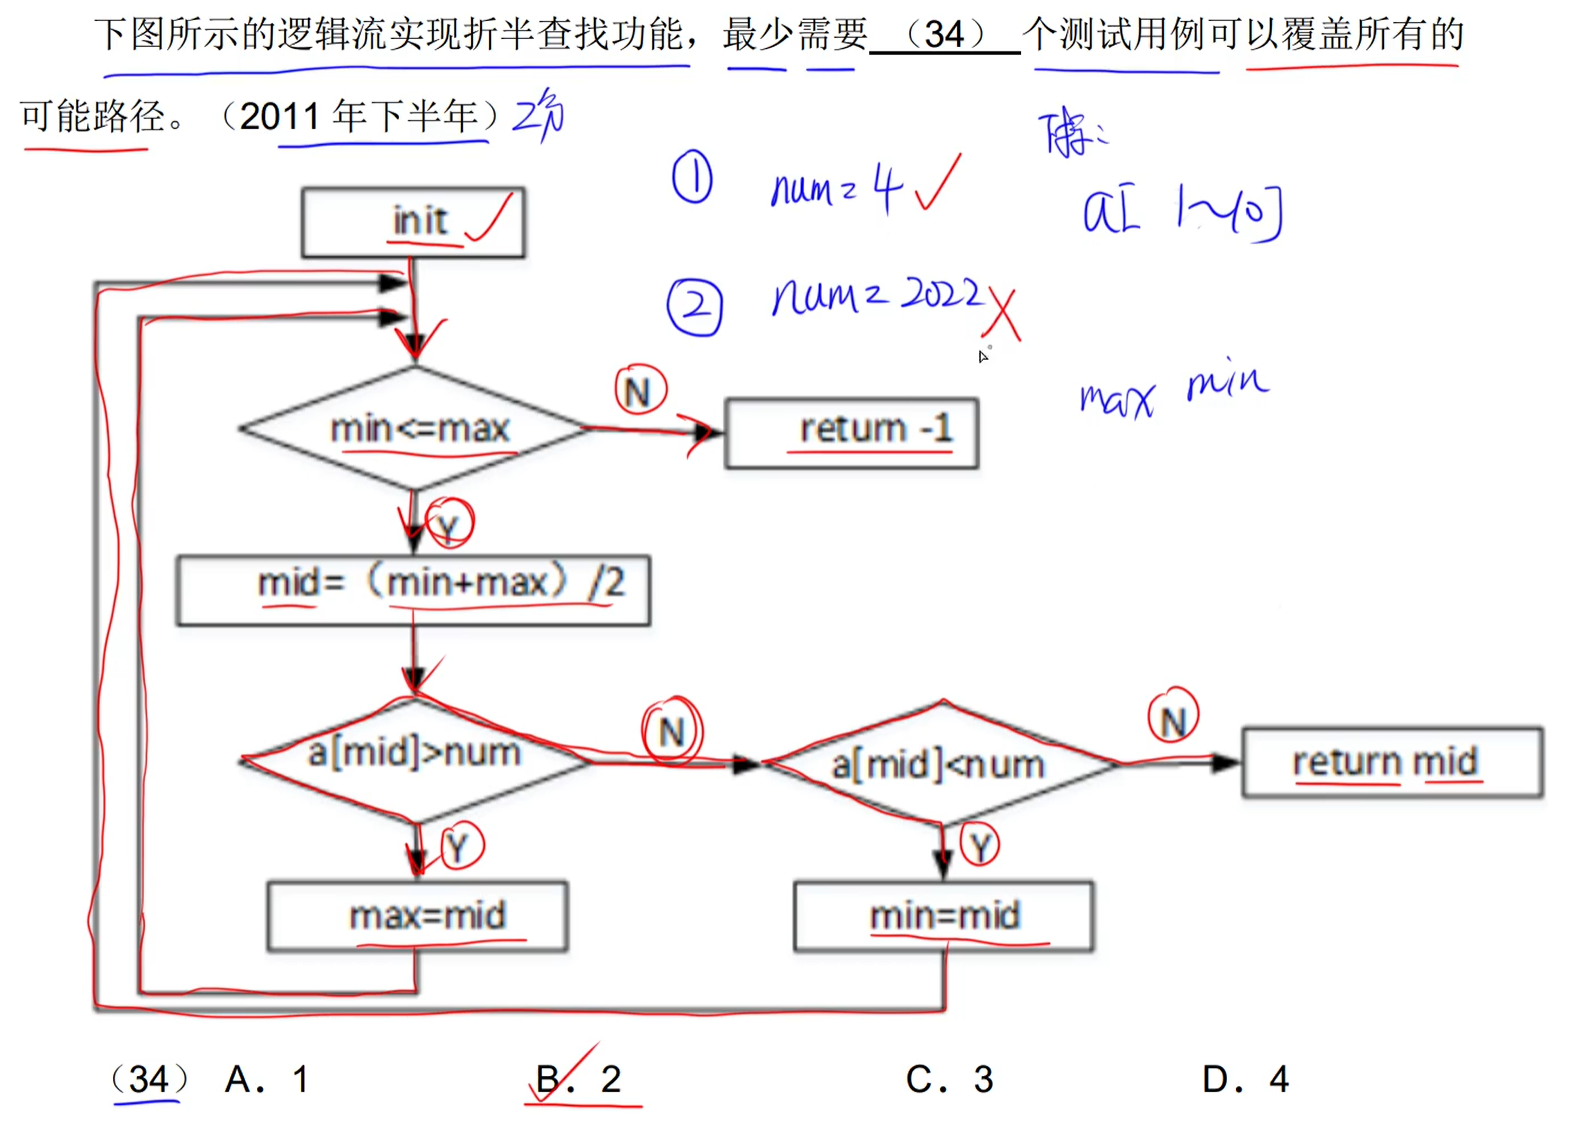 下图所示的逻辑流实现折半查找功能，最少需要（34）个测试用例可以覆盖所有的
可能路径。（2011 年下半年）2分
① num=4
a[1~10]
② num=2022
max min
init
min<=max
N
return -1
Y
mid=（min+max）/2
a[mid]>num
N
a[mid]<num
N
return mid
Y
Y
max=mid
min=mid
（34） A．1 B．2 C．3 D．4